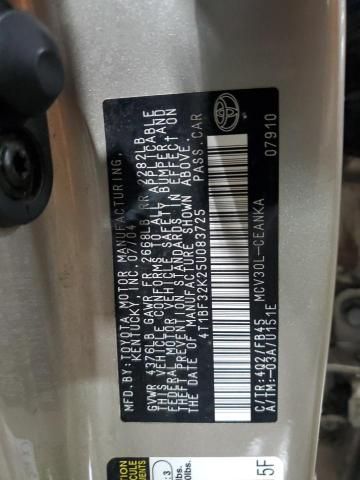 MFD. BY: TOYOTA MOTOR MANUFACTURING,
KENTUCKY, INC. 07/04
GVWR 4376LB GAWR FR 2668LB RR 2282LB
THIS VEHICLE CONFORMS TO ALL APPLICABLE
FEDERAL MOTOR VEHICLE SAFETY BUMPER, AND
THEFT PREVENTION STANDARDS IN EFFECT ON
THE DATE OF MANUFACTURE SHOWN ABOVE.
4T1BF32K25U083725 PASS.CAR
C/TR:4Q2/FB45 MCV30L-CEANKA
A/TM:-03A/U151E 07910
TOYOTA
15F